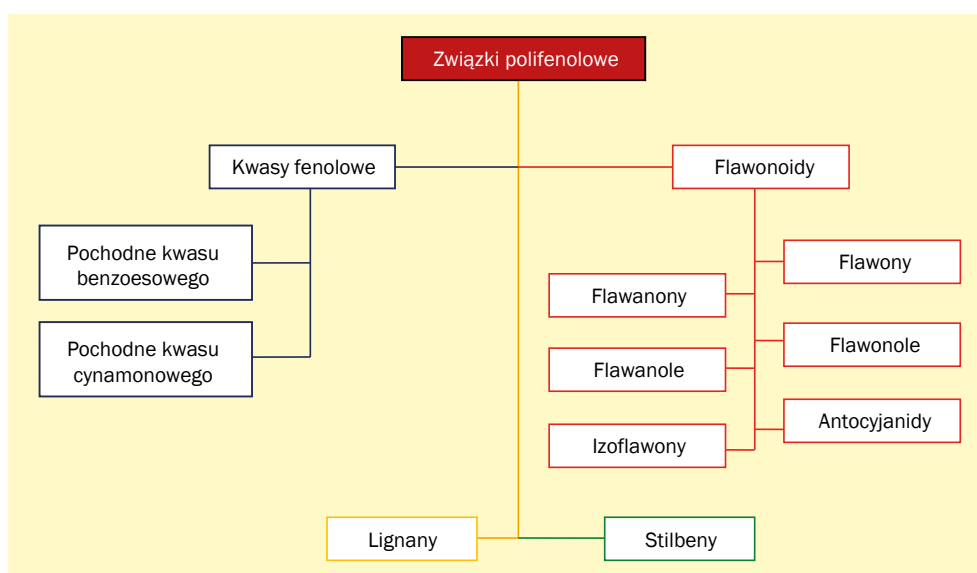 Związki polifenolowe
Kwasy fenolowe
Flawonoidy
Pochodne kwasu
benzoesowego
Pochodne kwasu
cynamonowego
Flawony
Flawanony
Flawonole
Flawanole
Antocyjanidy
Izoflawony
Lignany
Stilbeny